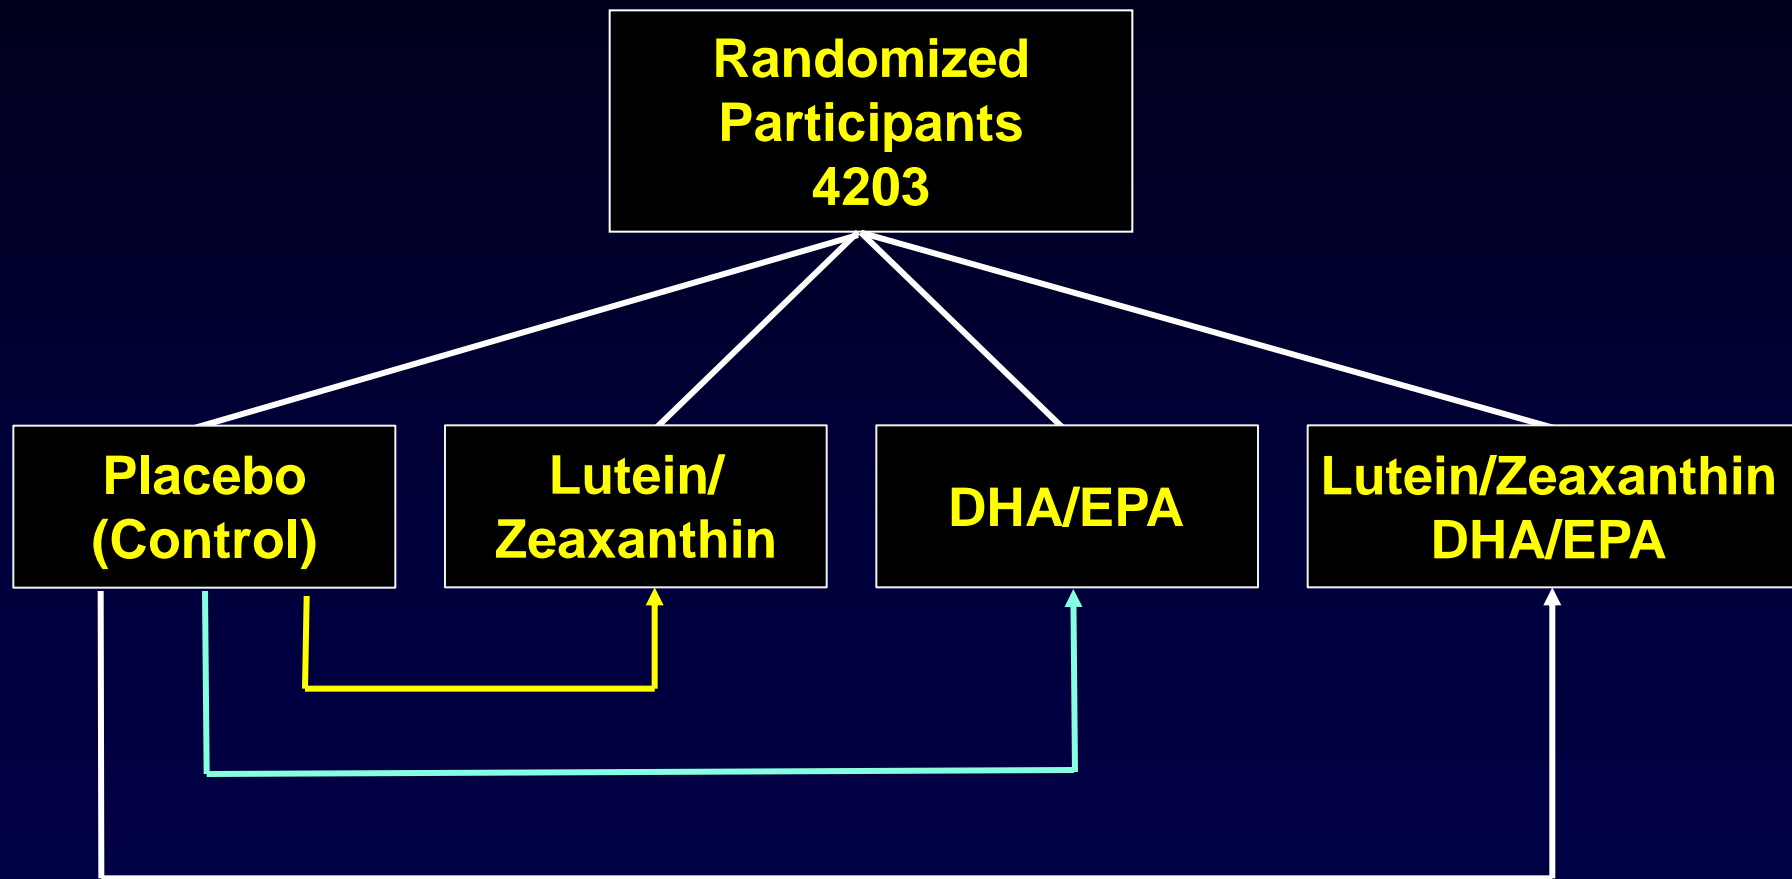 Randomized
Participants
4203
Placebo
(Control)
Lutein/
Zeaxanthin
DHA/EPA
Lutein/Zeaxanthin
DHA/EPA